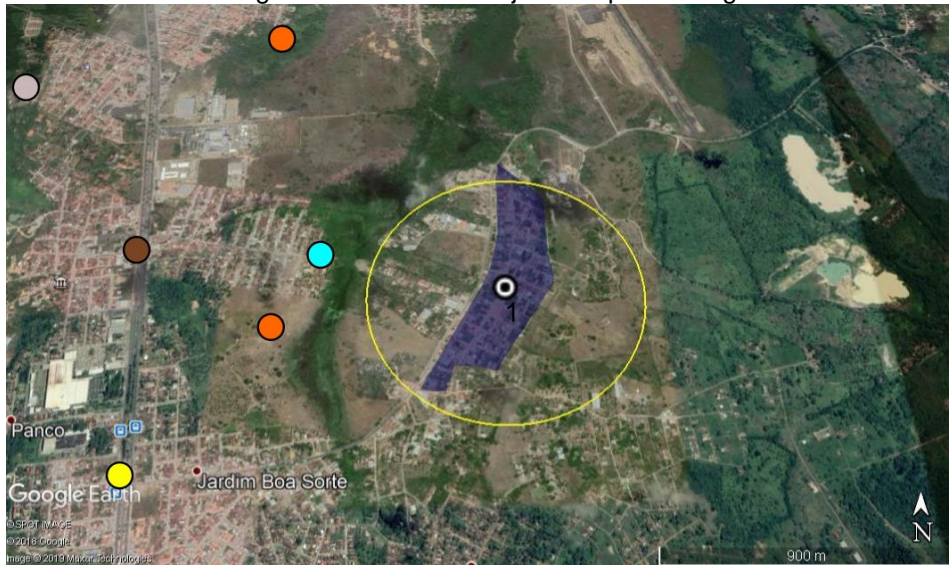 1
Panco
Jardim Boa Sorte
Google Earth
© SPOT IMAGE
© 2018 Google
Image © 2019 Maxar Technologies
900 m
N